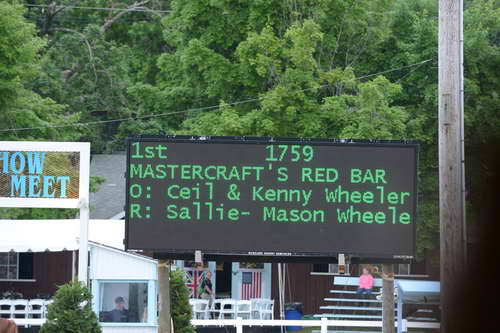 HOW
MEET
1st 1759
MASTERCRAFT'S RED BAR
O: Ceil & Kenny Wheeler
R: Sallie- Mason Wheele